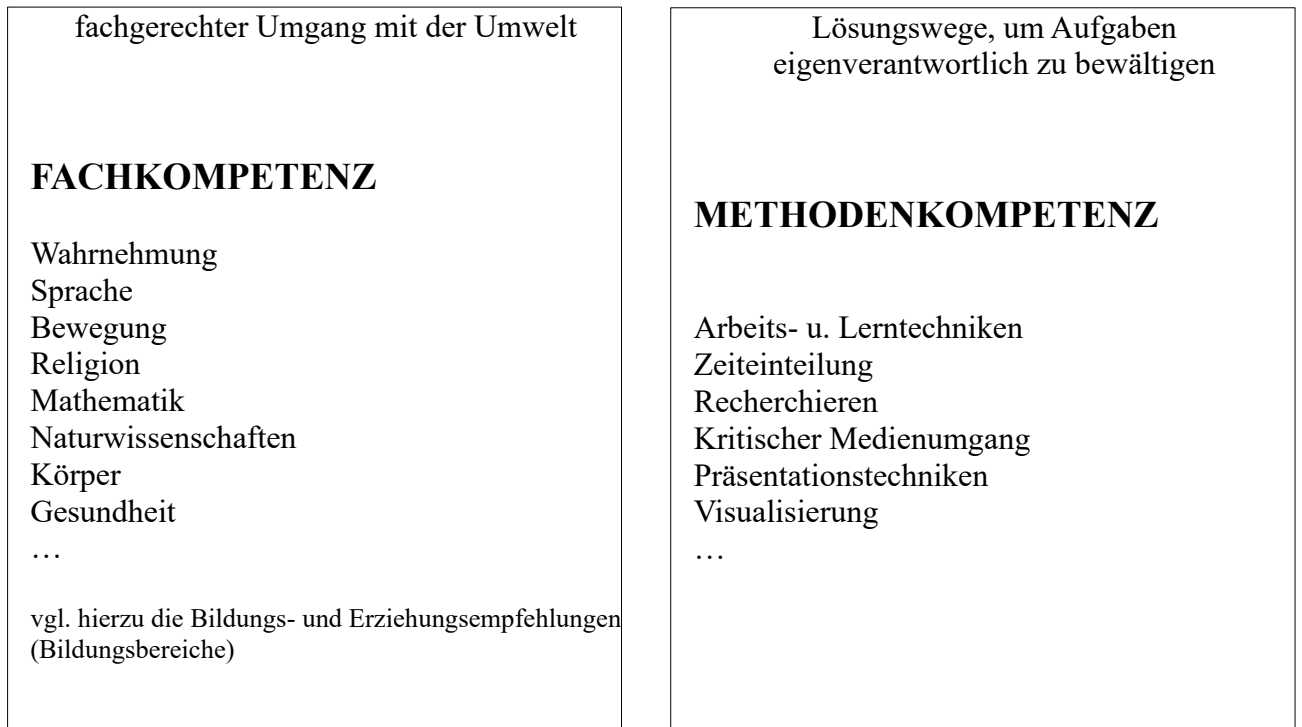 fachgerechter Umgang mit der Umwelt
FACHKOMPETENZ
Wahrnehmung
Sprache
Bewegung
Religion
Mathematik
Naturwissenschaften
Körper
Gesundheit
…
vgl. hierzu die Bildungs- und Erziehungsempfehlungen
(Bildungsbereiche)
Lösungswege, um Aufgaben
eigenverantwortlich zu bewältigen
METHODENKOMPETENZ
Arbeits- u. Lerntechniken
Zeiteinteilung
Recherchieren
Kritischer Medienumgang
Präsentationstechniken
Visualisierung
…